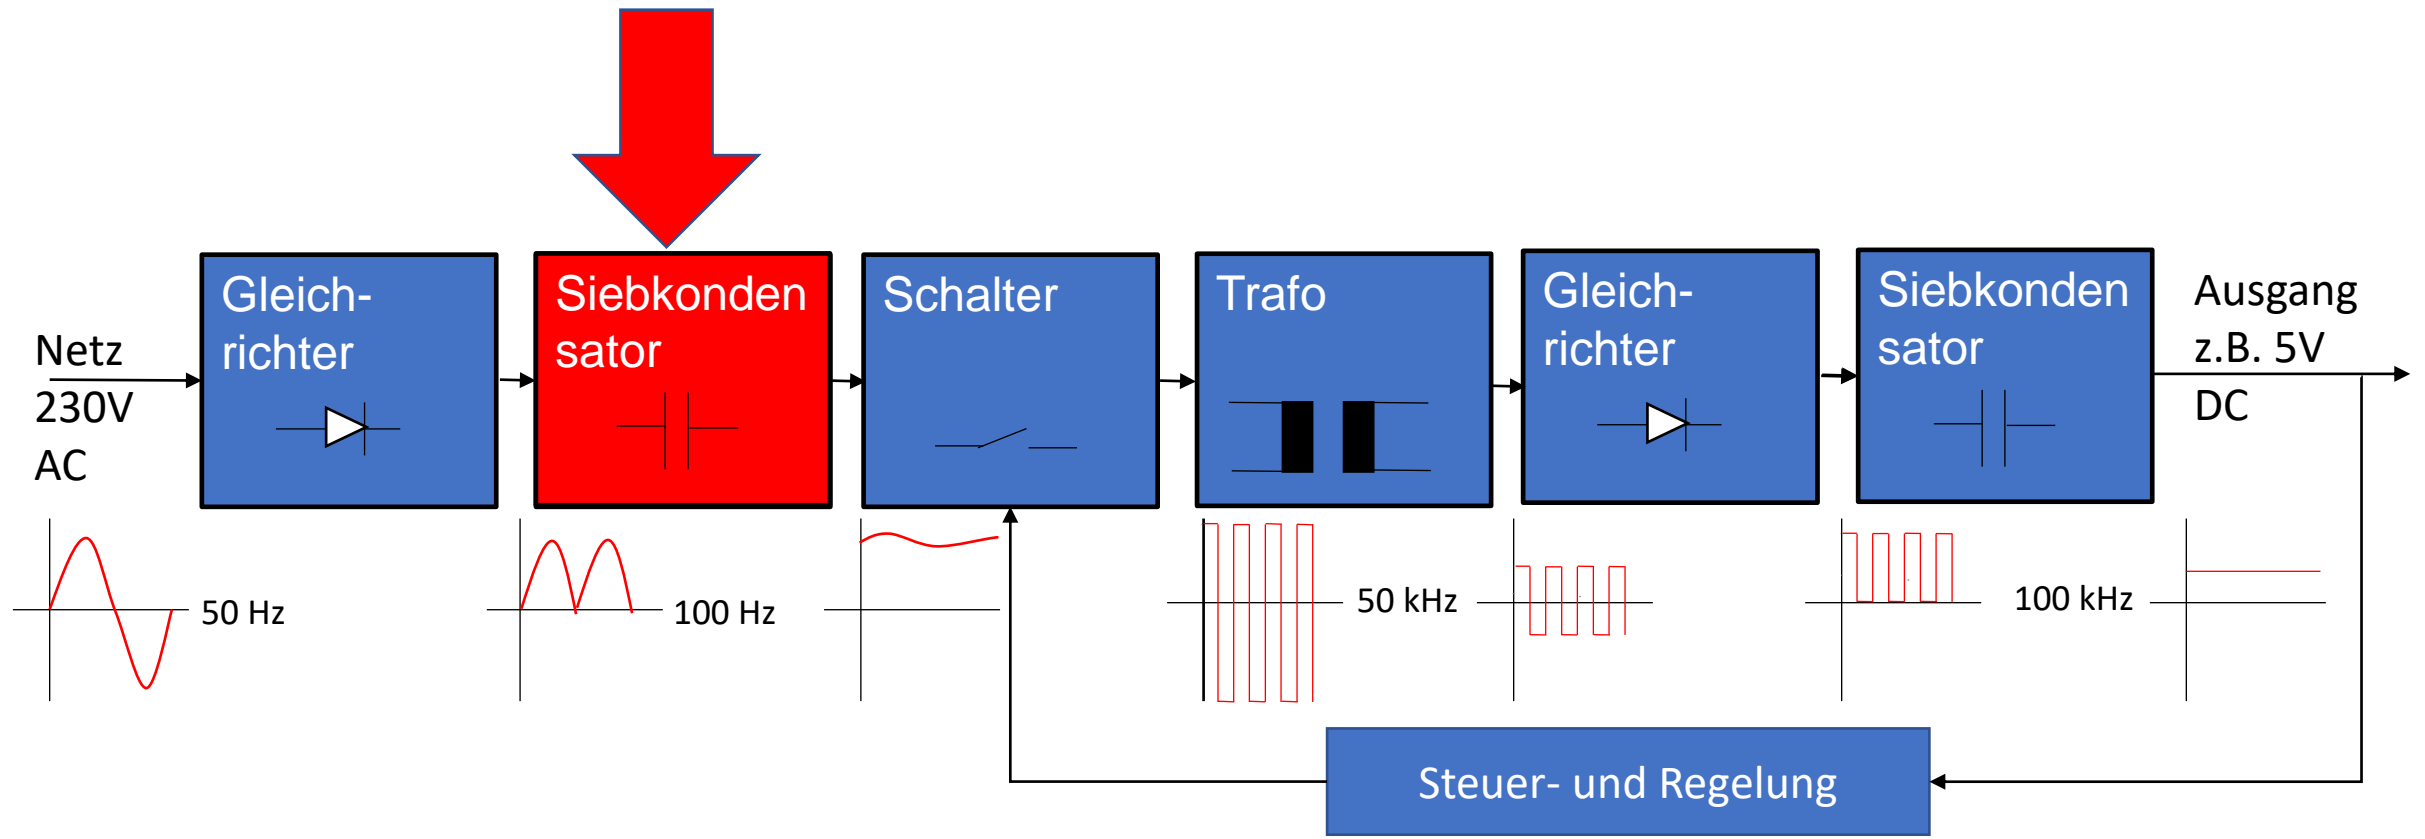 Netz
230V
AC
Gleich-
richter
Siebkonden
sator
Schalter
Trafo
Gleich-
richter
Siebkonden
sator
Ausgang
z.B. 5V
DC
50 Hz
100 Hz
50 kHz
100 kHz
Steuer- und Regelung